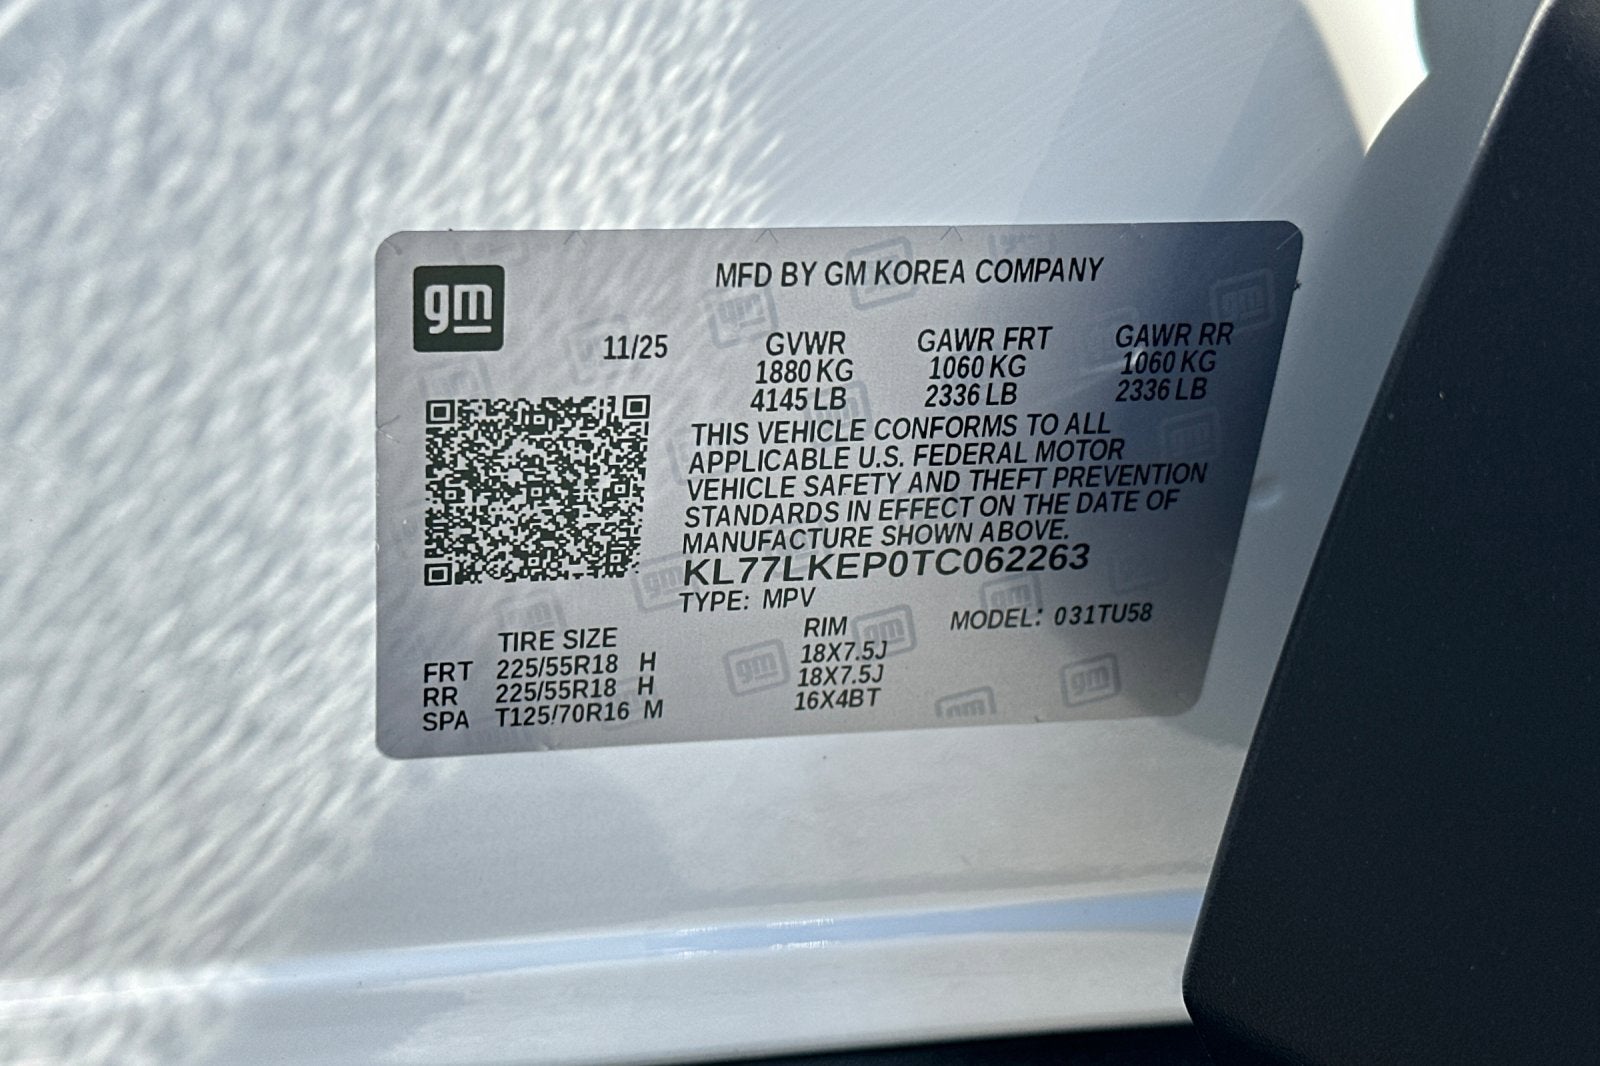 gm
MFD BY GM KOREA COMPANY
11/25 GVWR GAWR FRT GAWR RR
1880 KG 1060 KG 1060 KG
4145 LB 2336 LB 2336 LB
THIS VEHICLE CONFORMS TO ALL
APPLICABLE U.S. FEDERAL MOTOR
VEHICLE SAFETY AND THEFT PREVENTION
STANDARDS IN EFFECT ON THE DATE OF
MANUFACTURE SHOWN ABOVE.
KL77LKEP0TC062263
TYPE: MPV
MODEL: 031TU58
TIRE SIZE RIM
FRT 225/55R18 H 18X7.5J
RR 225/55R18 H 18X7.5J
SPA T125/70R16 M 16X4BT